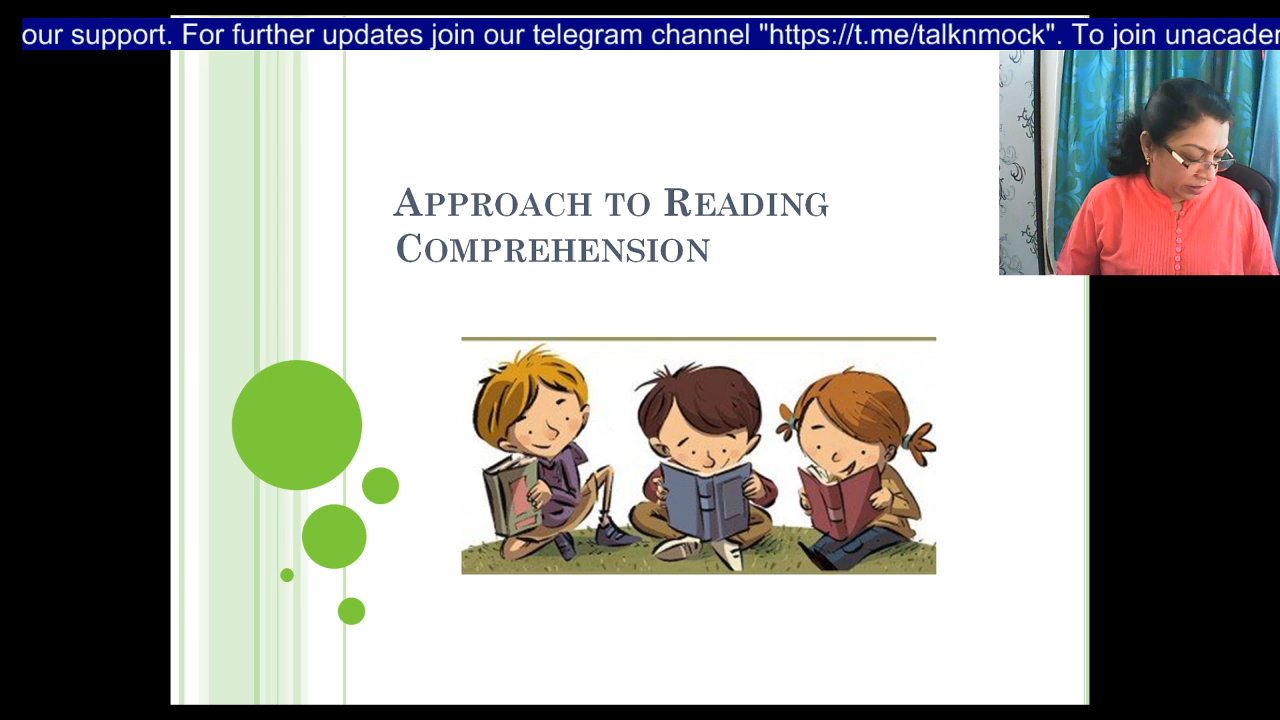 our support. For further updates join our telegram channel "https://t.me/talknmock". To join unacader
APPROACH TO READING
COMPREHENSION